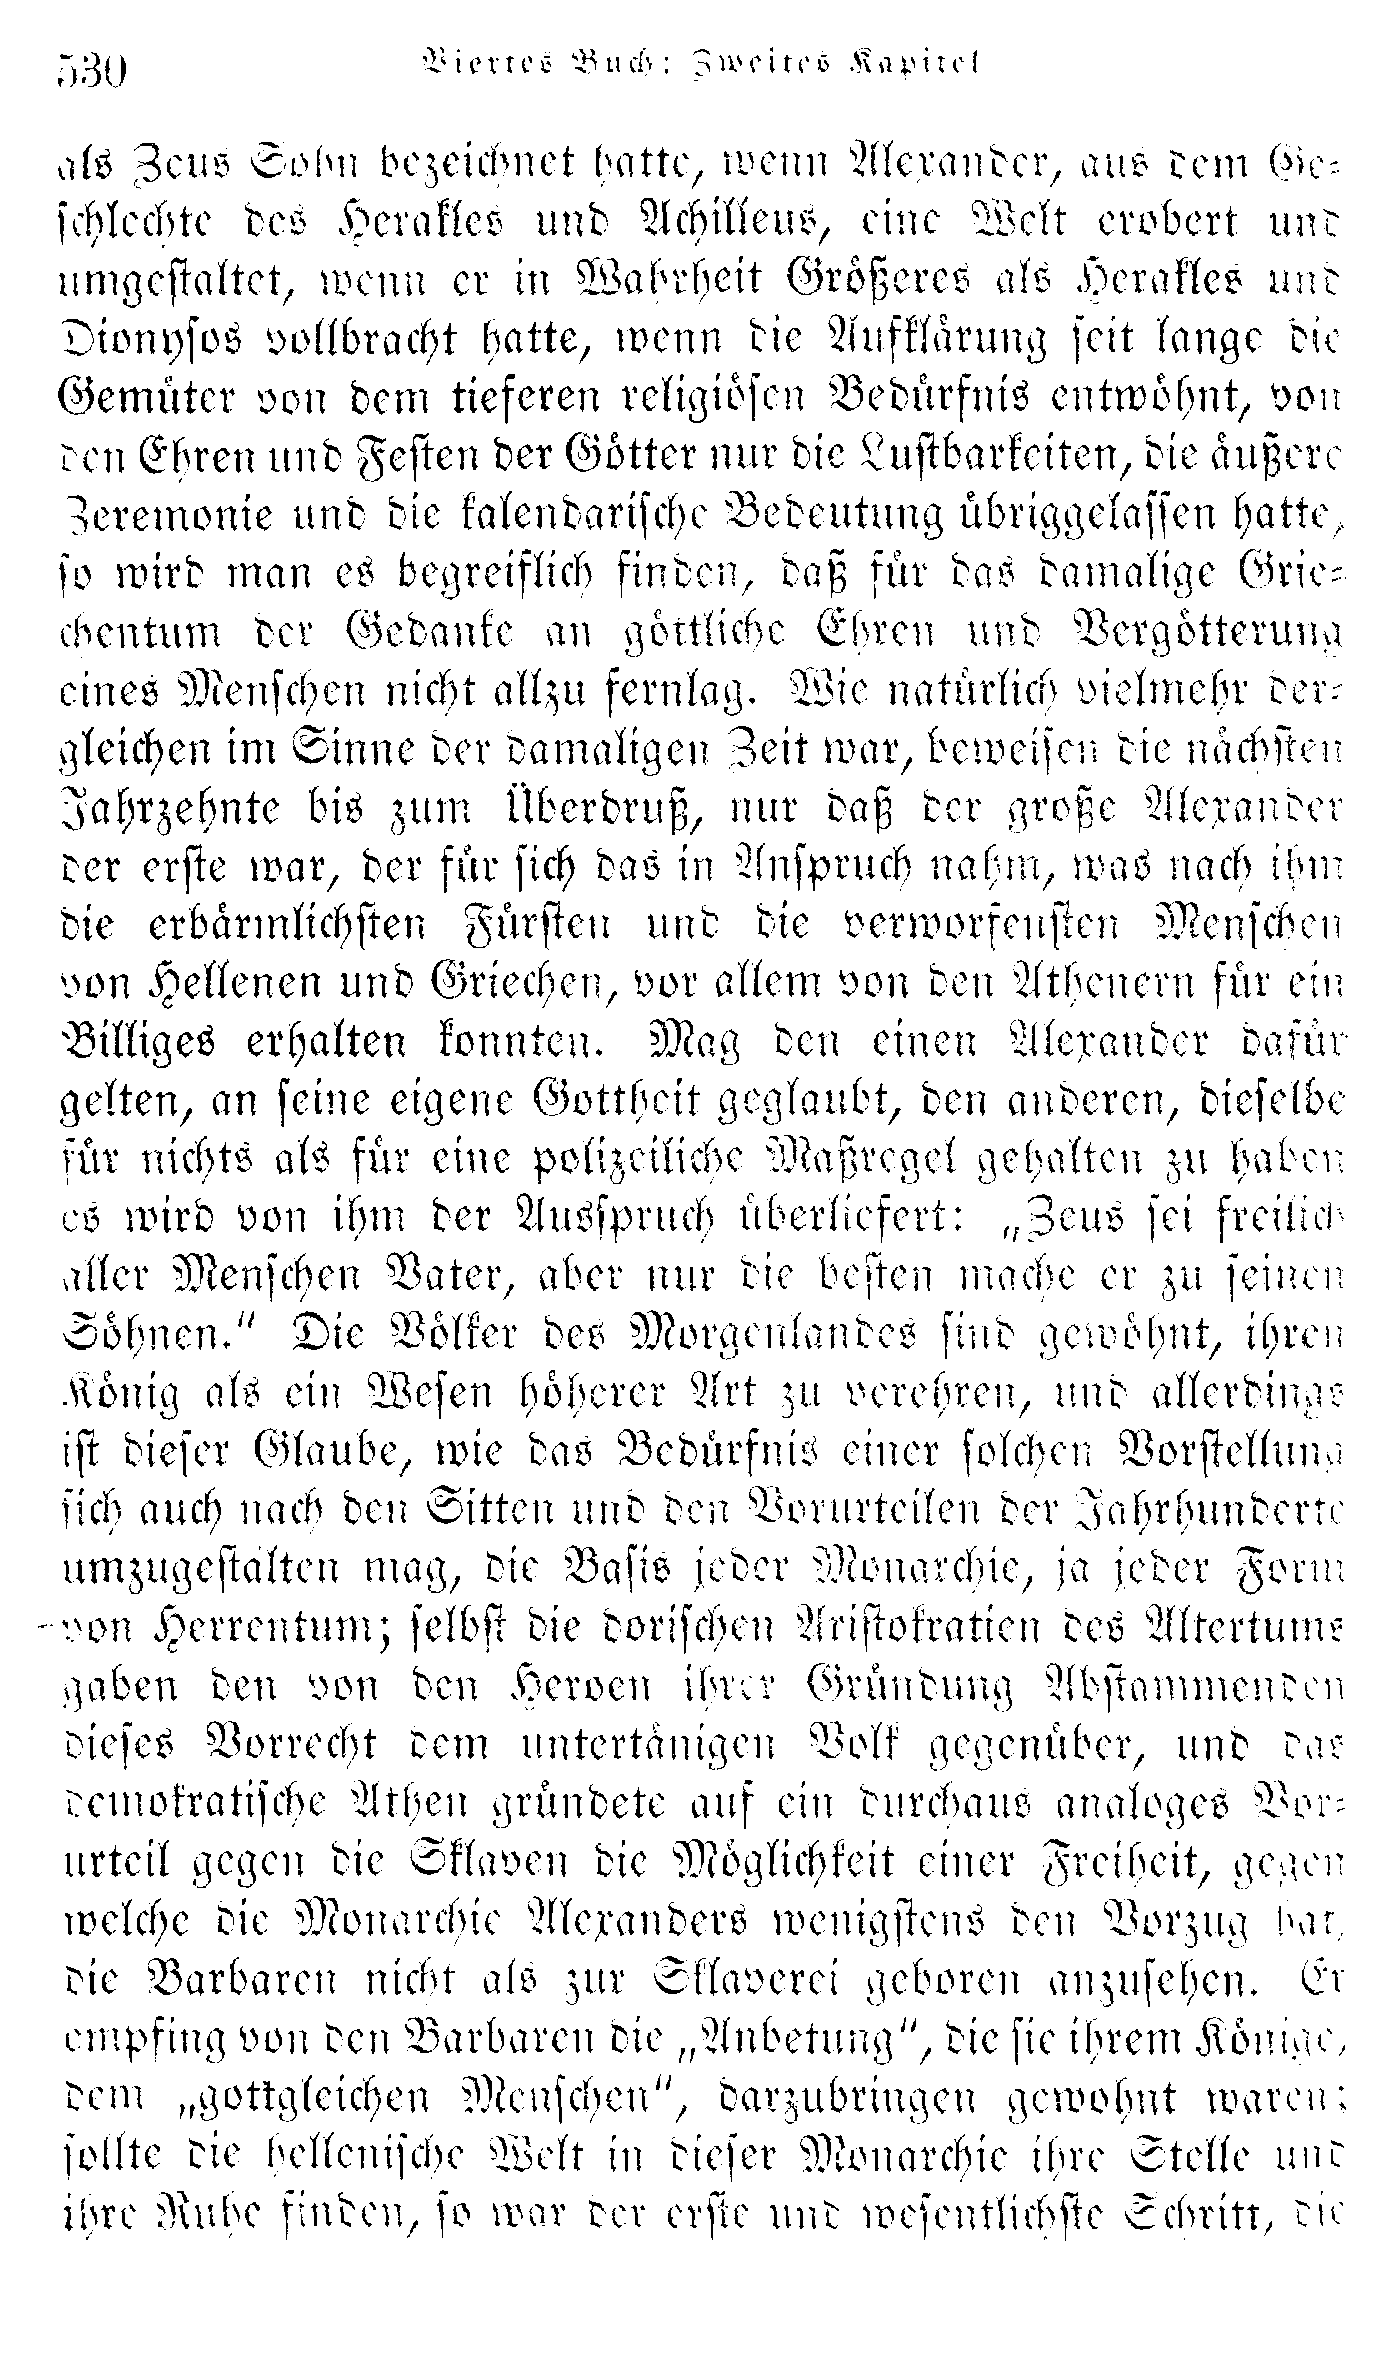 530
Viertes Buch: Zweites Kapitel
als Zeus Sohn bezeichnet hatte, wenn Alexander, aus dem Ge-
schlechte des Herakles und Achilleus, eine Welt erobert und
umgestaltet, wenn er in Wahrheit Größeres als Herakles und
Dionysos vollbracht hatte, wenn die Aufklärung seit lange die
Gemüter von dem tieferen religiösen Bedürfnis entwöhnt, von
den Ehren und Festen der Götter nur die Lustbarkeiten, die äußere
Zeremonie und die kalendarische Bedeutung übriggelassen hatte,
so wird man es begreiflich finden, daß für das damalige Grie-
chentum der Gedanke an göttliche Ehren und Vergötterung
eines Menschen nicht allzu fernlag. Wie natürlich vielmehr der-
gleichen im Sinne der damaligen Zeit war, beweisen die nächsten
Jahrzehnte bis zum Überdruß, nur daß der große Alexander
der erste war, der für sich das in Anspruch nahm, was nach ihm
die erbärmlichsten Fürsten und die verworfensten Menschen
von Hellenen und Griechen, vor allem von den Athenern für ein
Billiges erhalten konnten. Mag den einen Alexander dafür
gelten, an seine eigene Gottheit geglaubt, den anderen, dieselbe
für nichts als für eine polizeiliche Maßregel gehalten zu haben
es wird von ihm der Ausspruch überliefert: „Zeus sei freilich
aller Menschen Vater, aber nur die besten mache er zu seinen
Söhnen.“ Die Völker des Morgenlandes sind gewöhnt, ihren
König als ein Wesen höherer Art zu verehren, und allerdings
ist dieser Glaube, wie das Bedürfnis einer solchen Vorstellung
sich auch nach den Sitten und den Vorurteilen der Jahrhunderte
umzugestalten mag, die Basis jeder Monarchie, ja jeder Form
von Herrentum; selbst die dorischen Aristokratien des Altertums
gaben den von den Heroen ihrer Gründung Abstammenden
dieses Vorrecht dem untertänigen Volk gegenüber, und das
demokratische Athen gründete auf ein durchaus analoges Vor-
urteil gegen die Sklaven die Möglichkeit einer Freiheit, gegen
welche die Monarchie Alexanders wenigstens den Vorzug hat,
die Barbaren nicht als zur Sklaverei geboren anzusehen. Er
empfing von den Barbaren die „Anbetung“, die sie ihrem Könige,
dem „gottgleichen Menschen“, darzubringen gewohnt waren;
sollte die hellenische Welt in dieser Monarchie ihre Stelle und
ihre Ruhe finden, so war der erste und wesentlichste Schritt, die